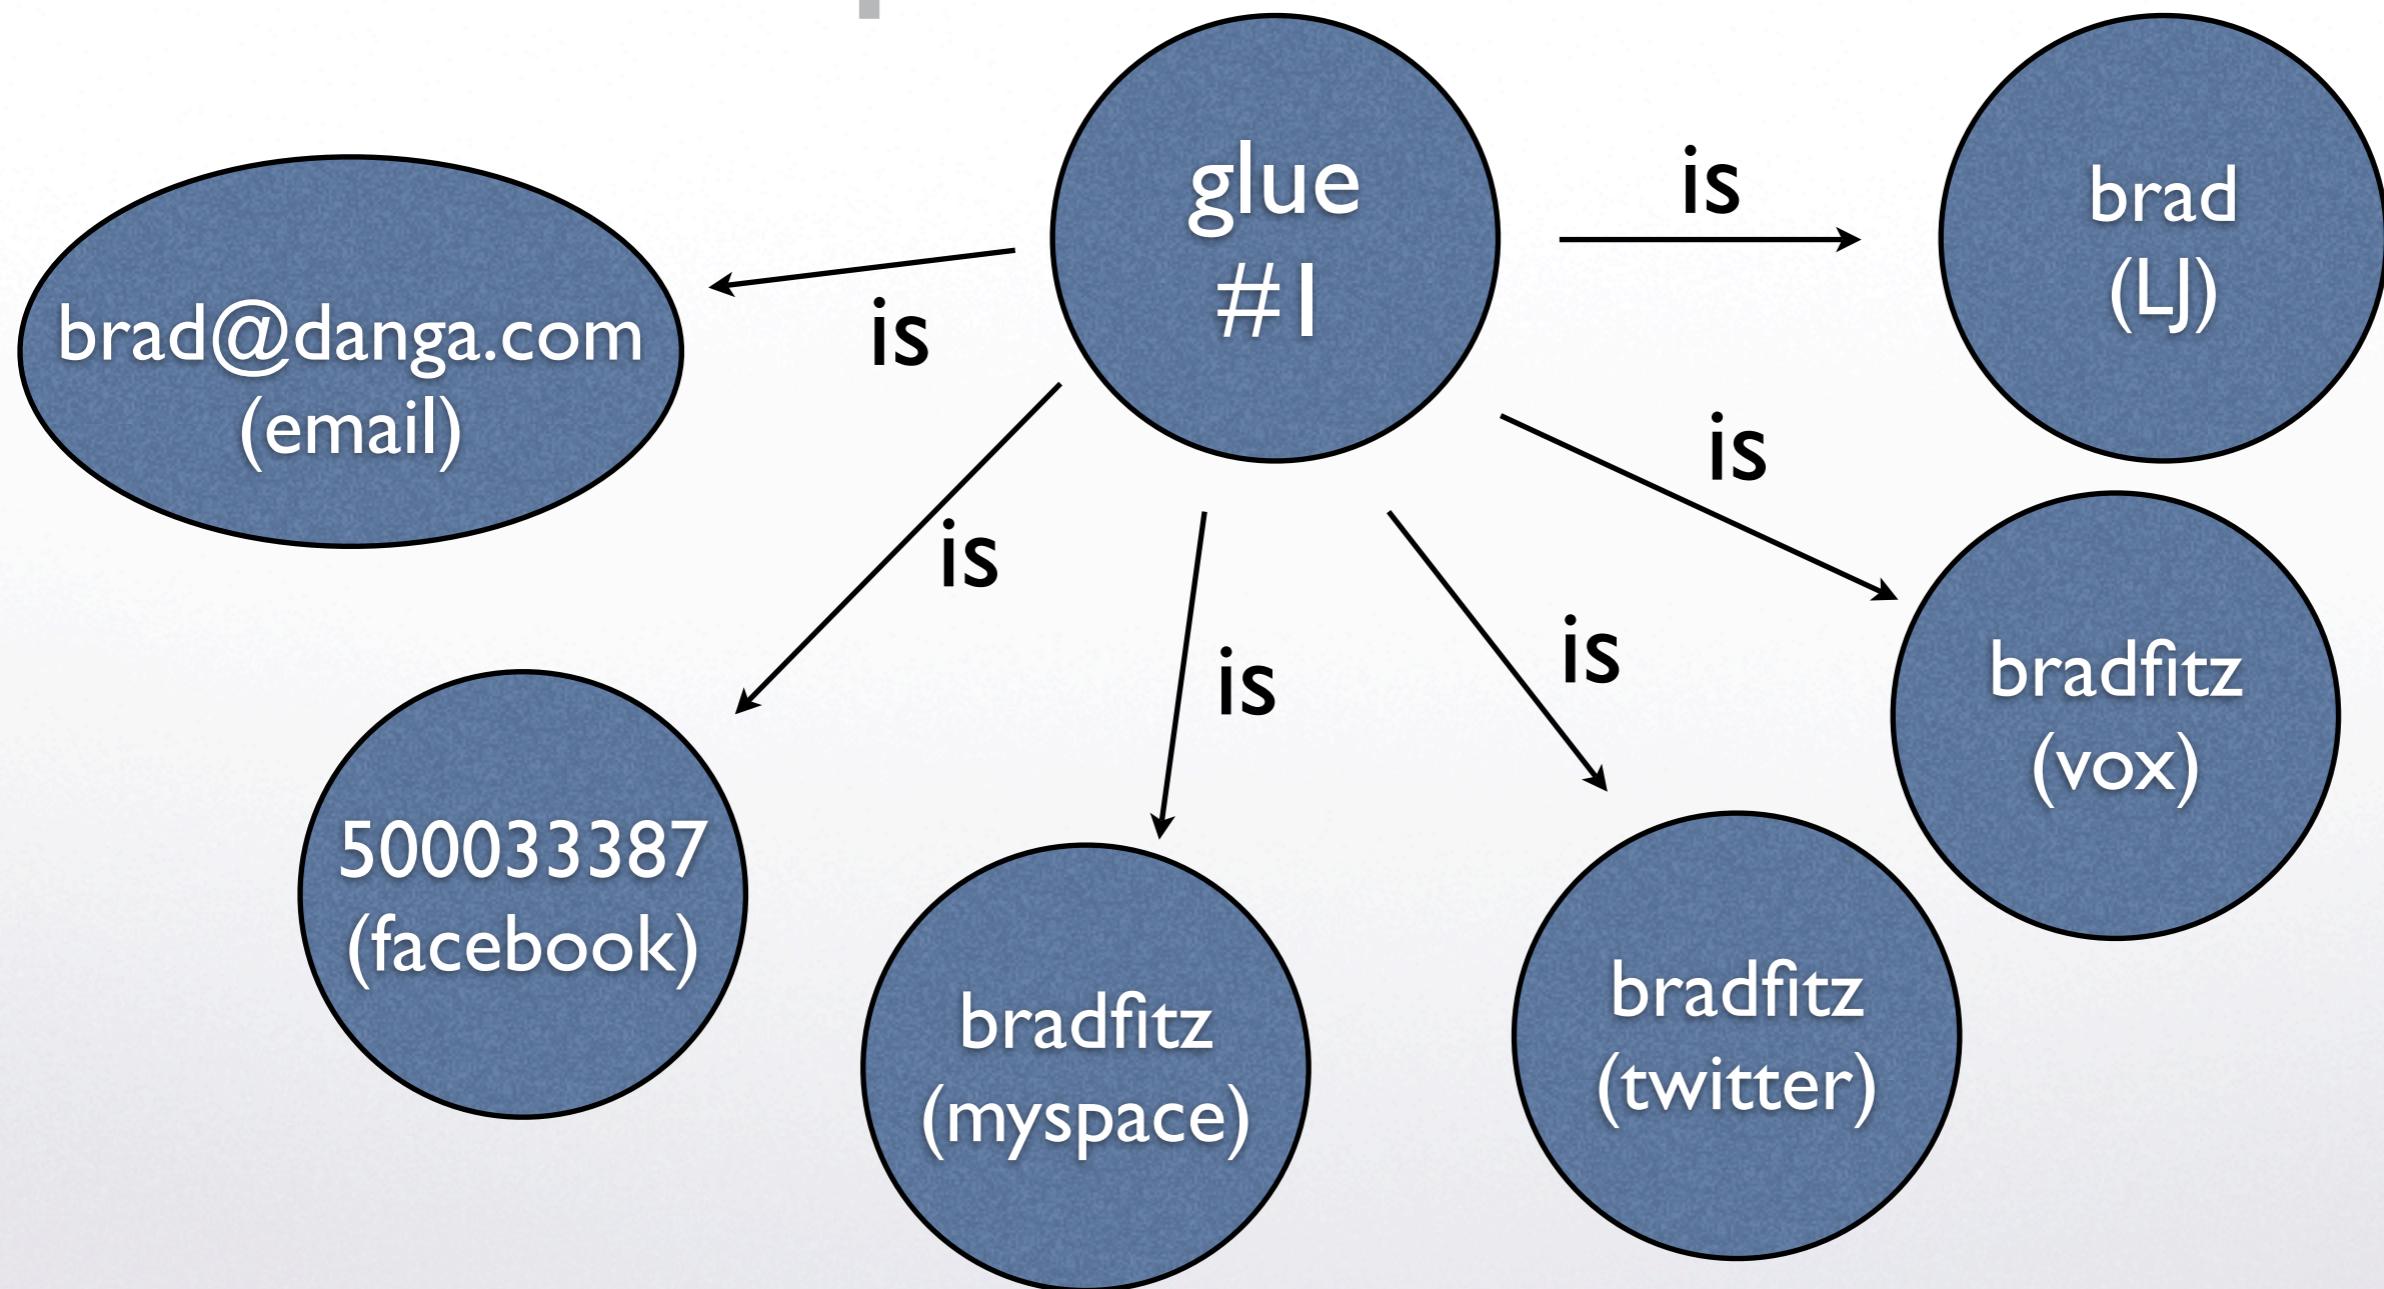 glue
#1
is
brad
(LJ)
brad@danga.com
(email)
is
is
bradfitz
(vox)
is
is
is
500033387
(facebook)
bradfitz
(myspace)
bradfitz
(twitter)